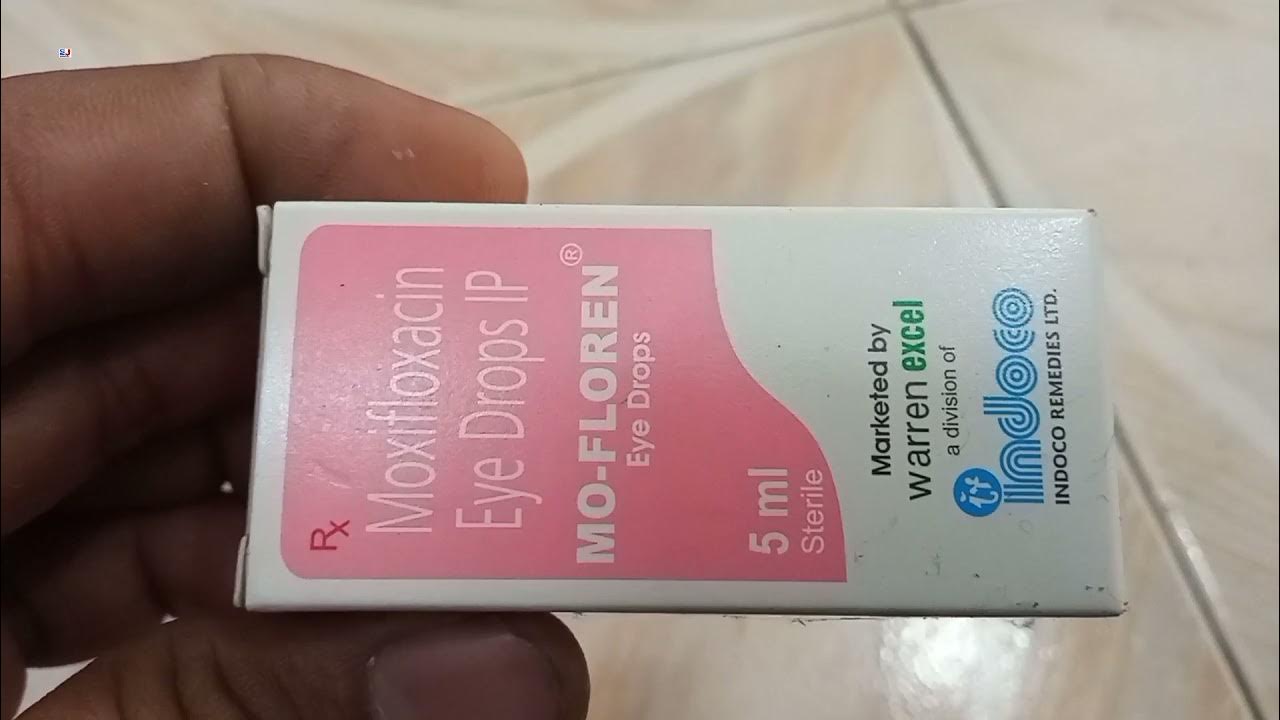 Rx
Moxifloxacin
Eye Drops IP
MO-FLOREN®
Eye Drops
5 ml
Sterile
Marketed by
warren excel
a division of
indoco
INDOCO REMEDIES LTD.